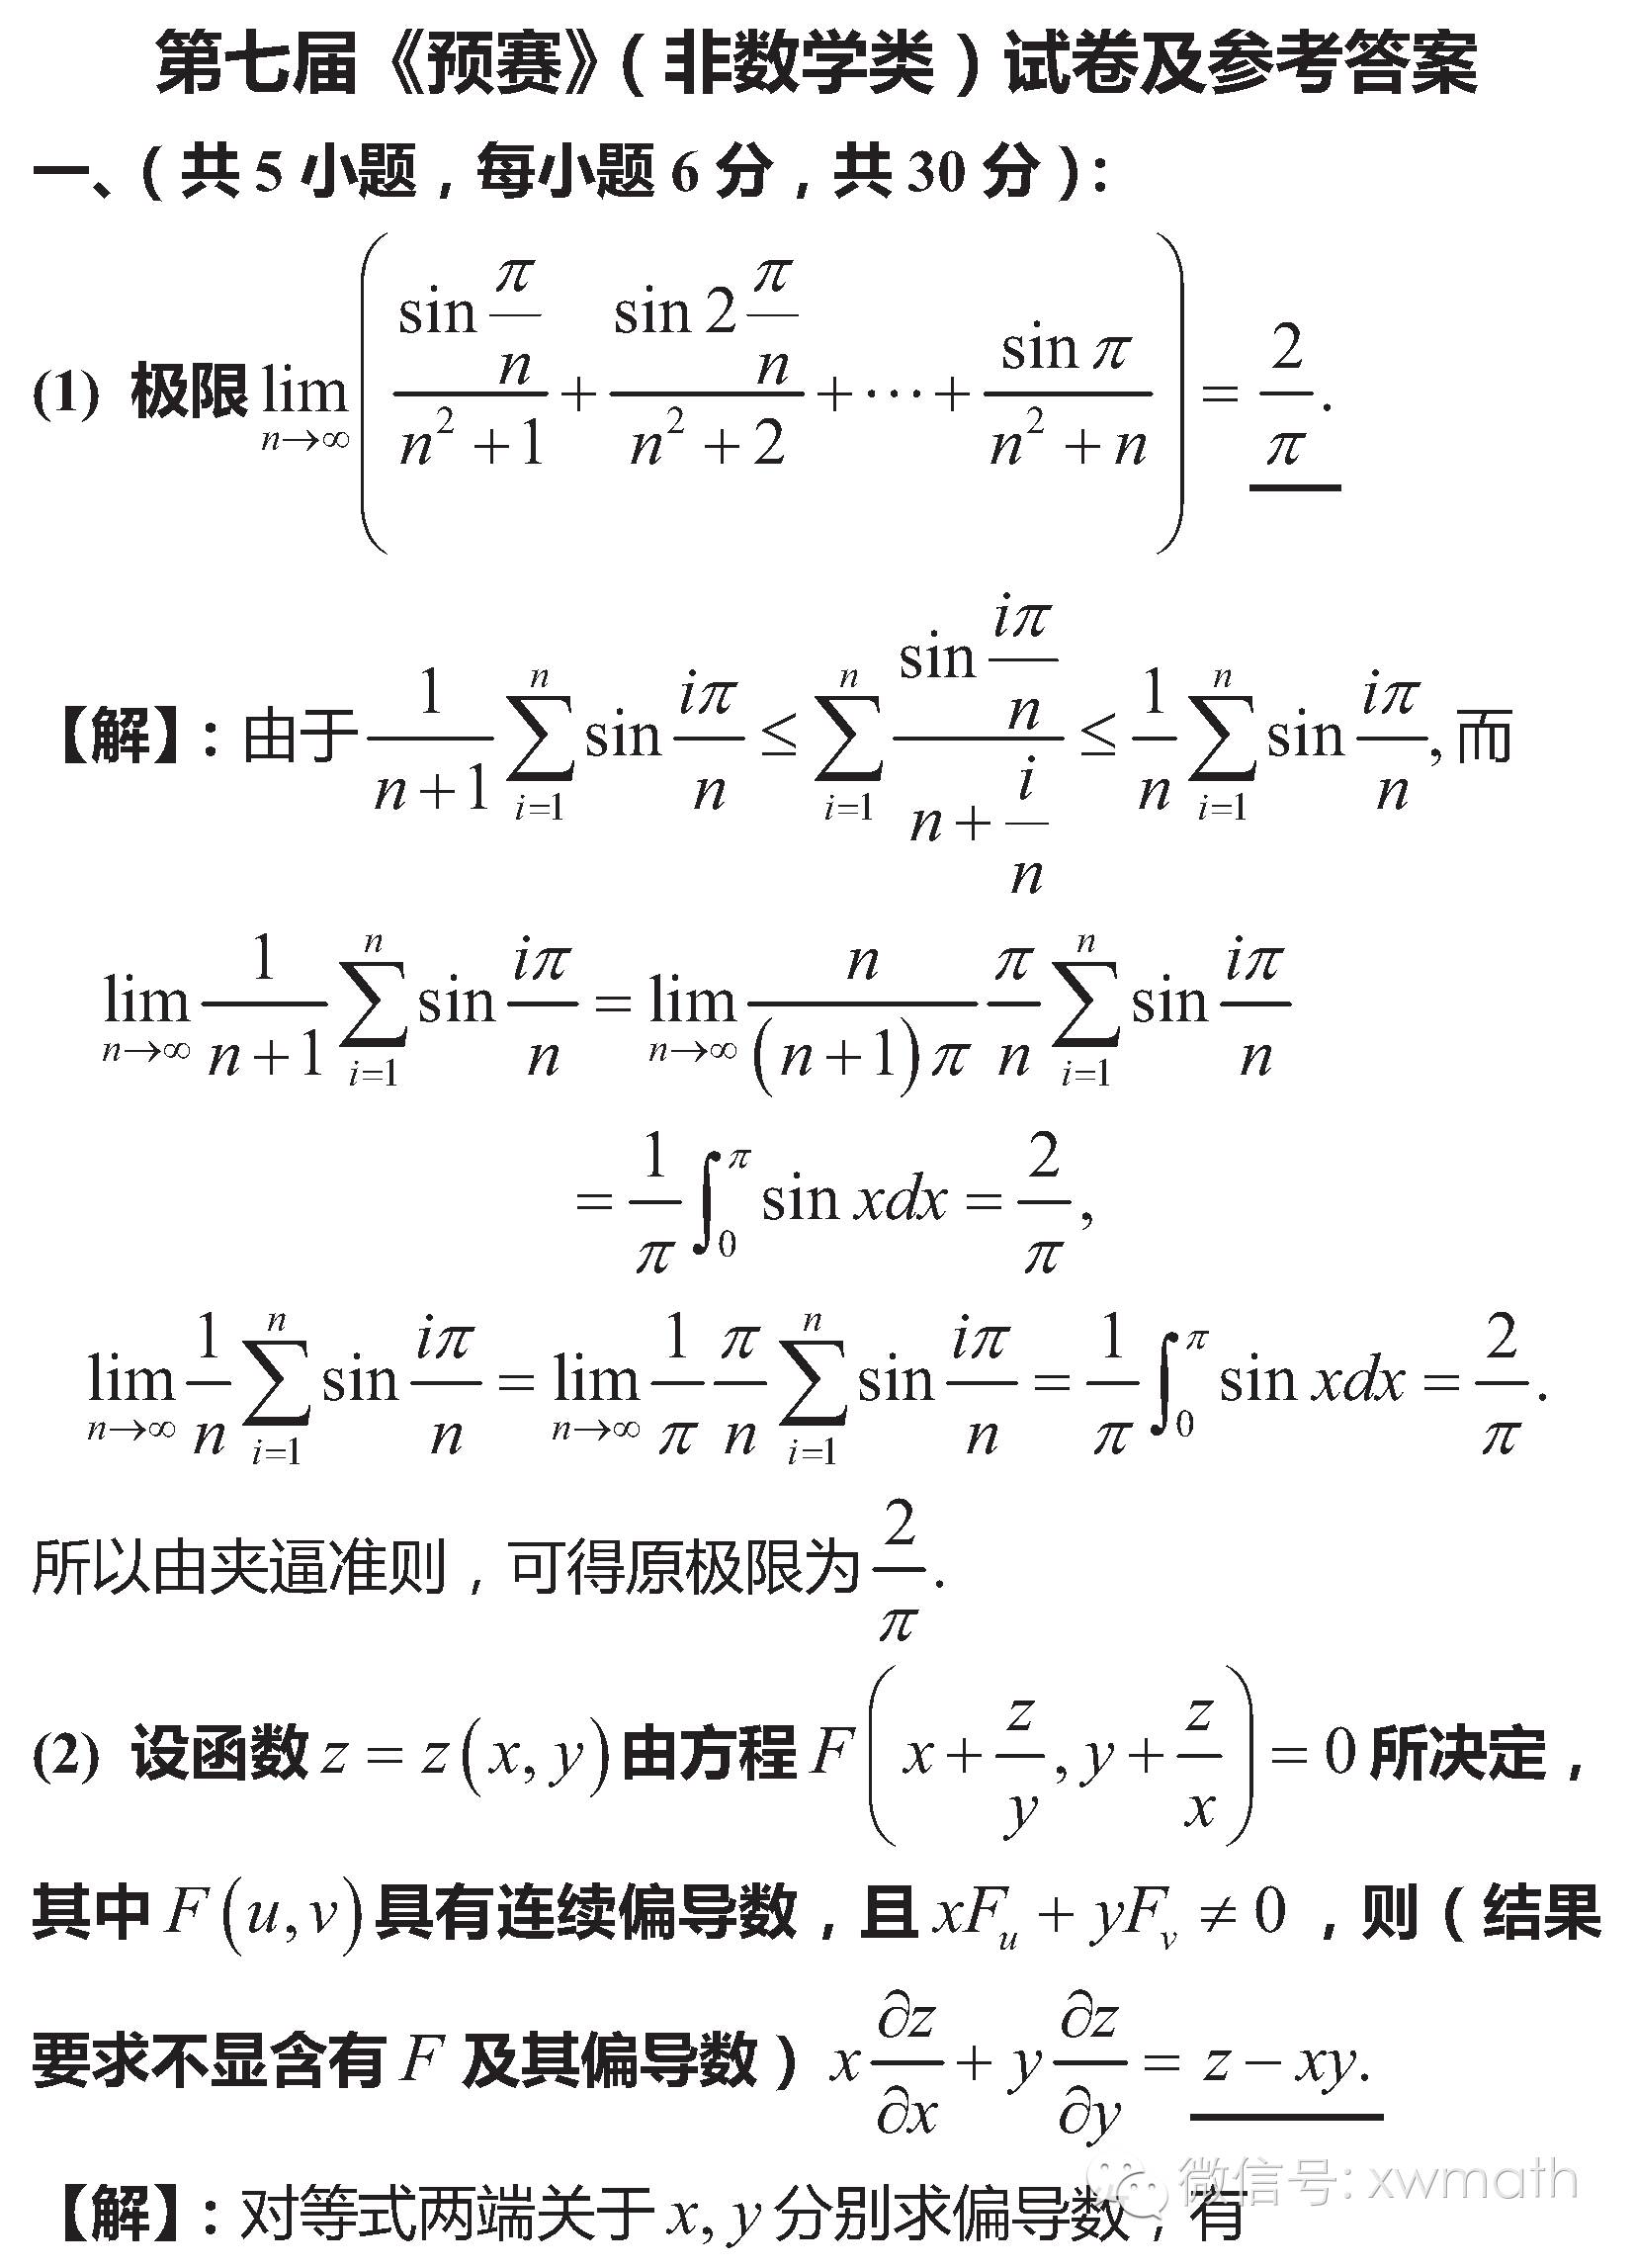 第七届《预赛》（非数学类）试卷及参考答案
一、（共 5 小题，每小题 6 分，共 30 分）：
(1) 极限 $\lim_{n\to\infty}\left(\frac{\sin\frac{\pi}{n}}{n^2+1}+\frac{\sin 2\frac{\pi}{n}}{n^2+2}+\cdots+\frac{\sin\pi}{n^2+n}\right)=\frac{2}{\pi}.$
【解】：由于 $\frac{1}{n+1}\sum_{i=1}^{n}\sin\frac{i\pi}{n}\le\sum_{i=1}^{n}\frac{\sin\frac{i\pi}{n}}{n+\frac{i}{n}}\le\frac{1}{n}\sum_{i=1}^{n}\sin\frac{i\pi}{n},$ 而
$\lim_{n\to\infty}\frac{1}{n+1}\sum_{i=1}^{n}\sin\frac{i\pi}{n}=\lim_{n\to\infty}\frac{n}{(n+1)\pi}\frac{\pi}{n}\sum_{i=1}^{n}\sin\frac{i\pi}{n}$
$=\frac{1}{\pi}\int_0^{\pi}\sin xdx=\frac{2}{\pi},$
$\lim_{n\to\infty}\frac{1}{n}\sum_{i=1}^{n}\sin\frac{i\pi}{n}=\lim_{n\to\infty}\frac{1}{\pi}\frac{\pi}{n}\sum_{i=1}^{n}\sin\frac{i\pi}{n}=\frac{1}{\pi}\int_0^{\pi}\sin xdx=\frac{2}{\pi}.$
所以由夹逼准则，可得原极限为 $\frac{2}{\pi}.$
(2) 设函数 $z=z(x,y)$ 由方程 $F\left(x+\frac{z}{y},y+\frac{z}{x}\right)=0$ 所决定，
其中 $F(u,v)$ 具有连续偏导数，且 $xF_u+yF_v\ne 0$ ，则（结果
要求不显含有 $F$ 及其偏导数） $x\frac{\partial z}{\partial x}+y\frac{\partial z}{\partial y}=z-xy.$
【解】：对等式两端关于 $x,y$ 分别求偏导数，有
微信号: xwmath